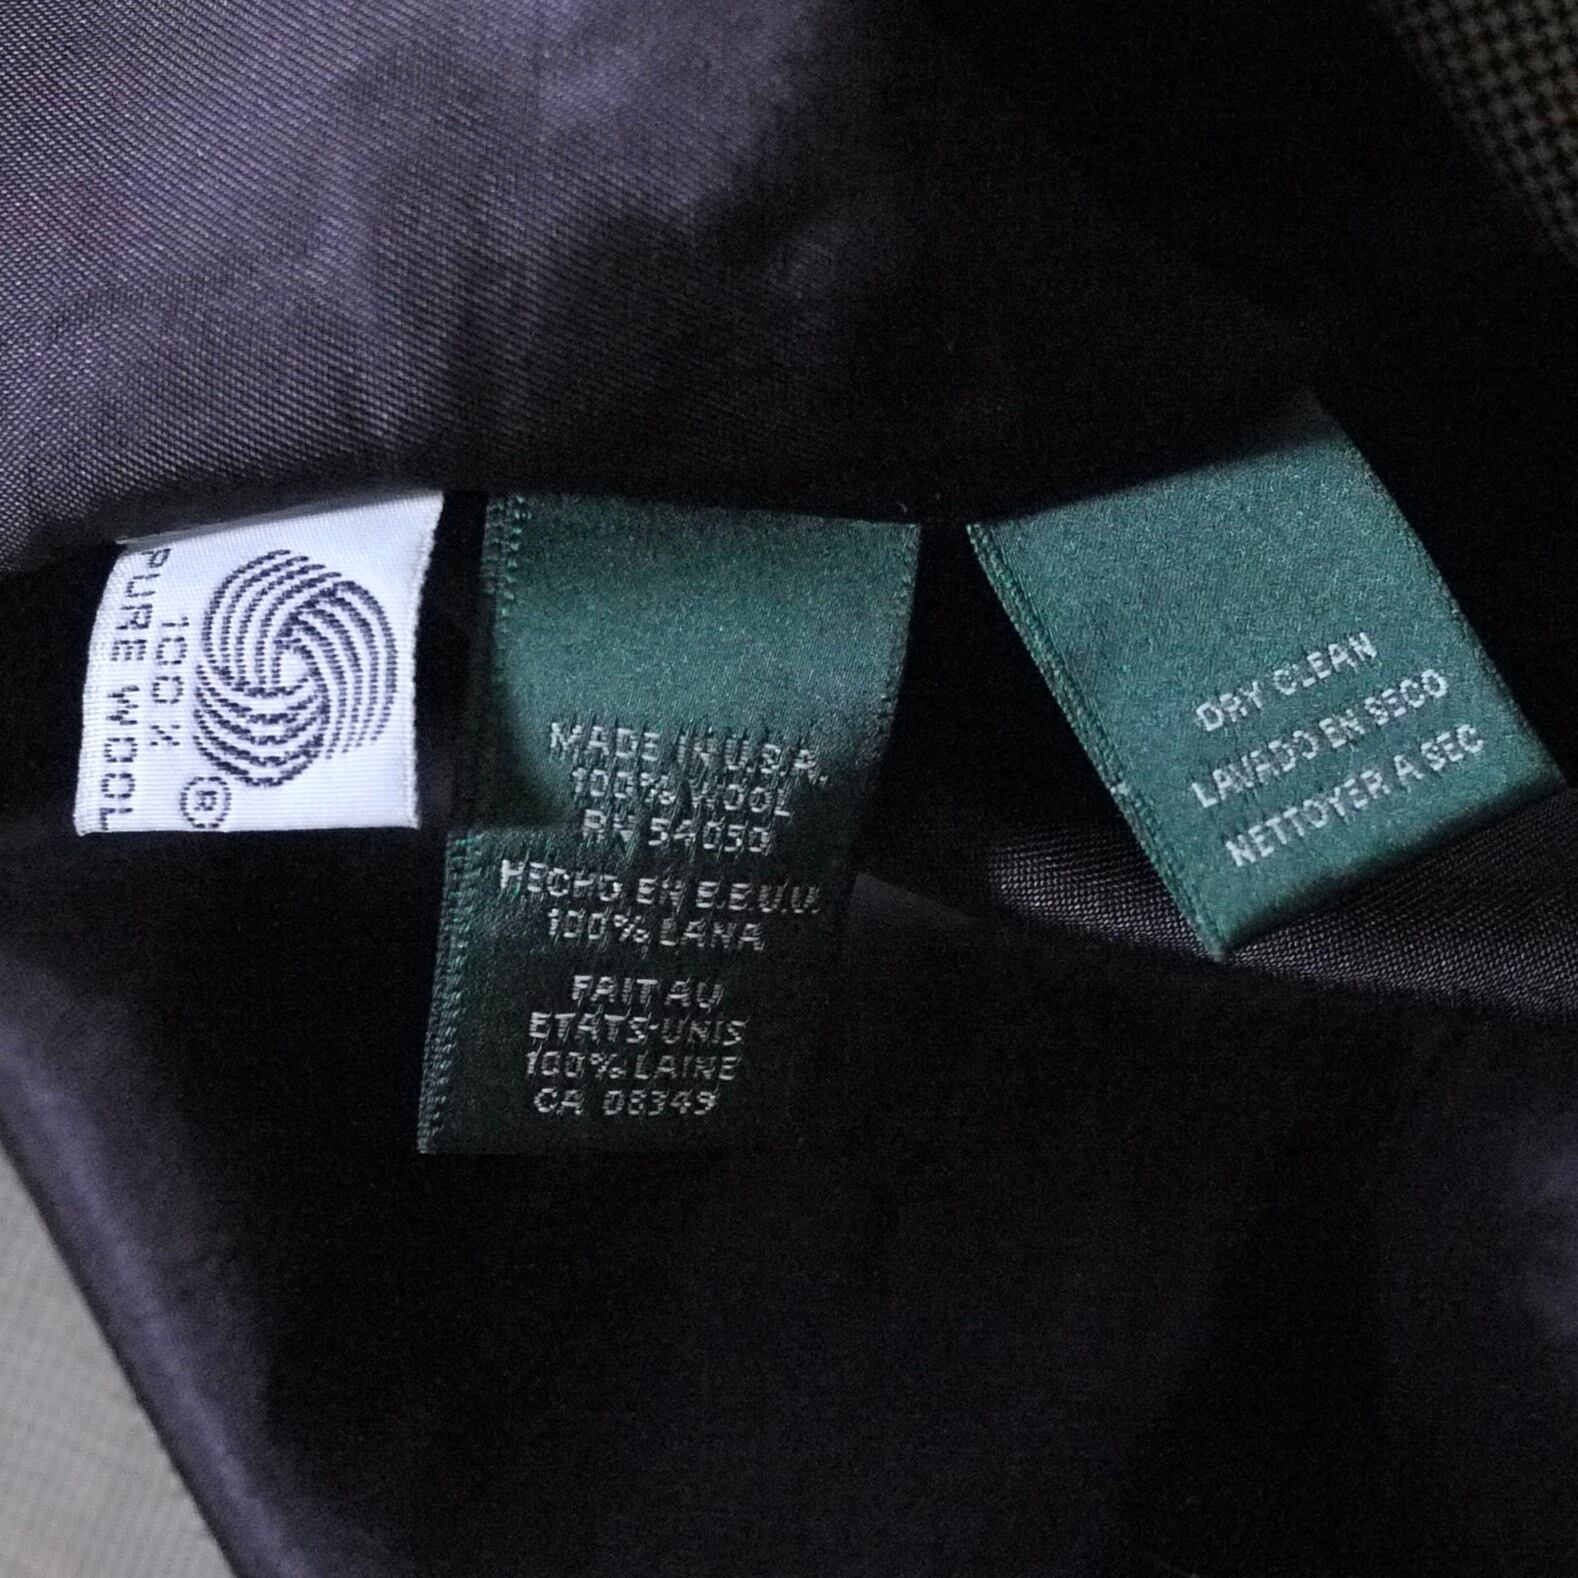 100%
PURE WOOL
®
MADE IN U.S.A.
100% WOOL
RN 54050
HECHO EN E.E.U.U.
100% LANA
FAIT AU
ETATS-UNIS
100% LAINE
CA 08349
DRY CLEAN
LAVADO EN SECO
NETTOYER A SEC